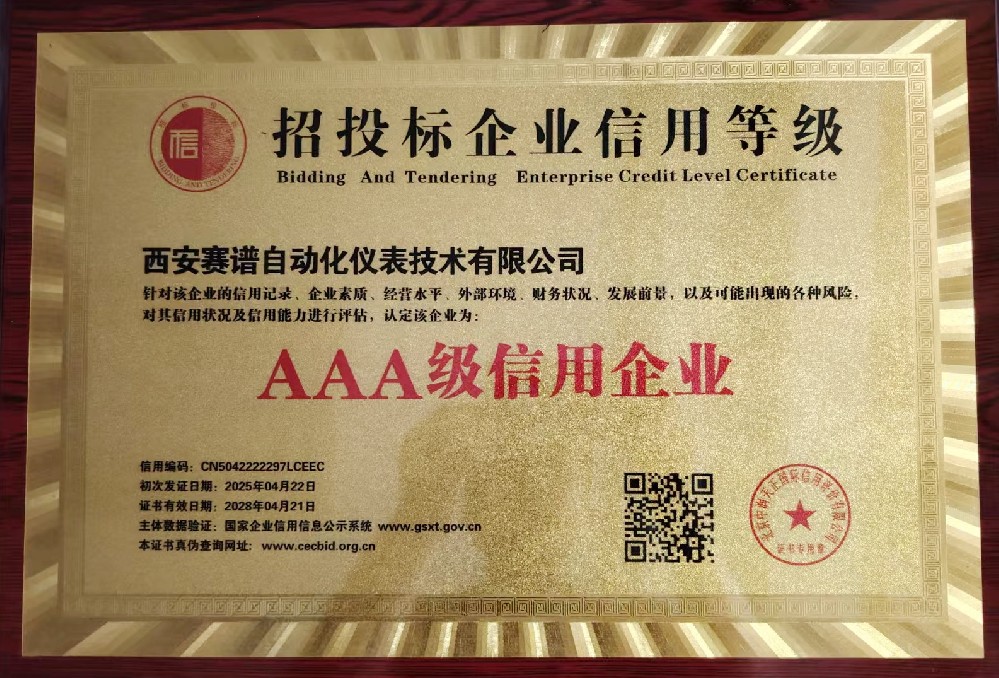 招投标企业信用等级
Bidding And Tendering Enterprise Credit Level Certificate
信
BIDDING AND TENDERING
西安赛谱自动化仪表技术有限公司
针对该企业的信用记录、企业素质、经营水平、外部环境、财务状况、发展前景，以及可能出现的各种风险，
对其信用状况及信用能力进行评估，认定该企业为：
AAA级信用企业
信用编码：CN5042222297LCEEC
初次发证日期：2025年04月22日
证书有效日期：2028年04月21日
主体数据验证：国家企业信用信息公示系统 www.gsxt.gov.cn
本证书真伪查询网址：www.cecbid.org.cn
证书专用章